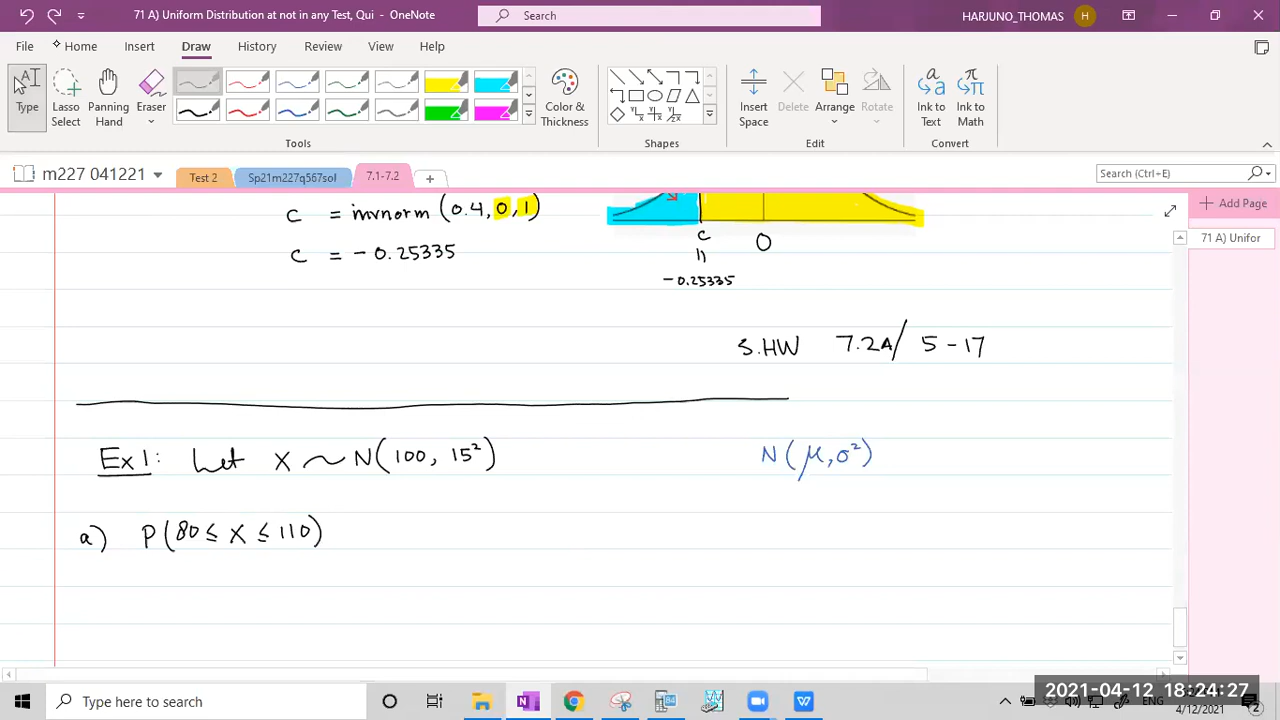 71 A) Uniform Distribution at not in any Test, Qui - OneNote
Search
HARJUNO_THOMAS
H
File Home Insert Draw History Review View Help
Type
Lasso Select
Panning Hand
Eraser
Color & Thickness
Insert Space
Delete
Arrange
Rotate
Ink to Text
Ink to Math
Tools
Shapes
Edit
Convert
m227 041221
Test 2
Sp21m227q567sol
7.1-7.2
Search (Ctrl+E)
Add Page
71 A) Unifor
c = invnorm (0.4, 0, 1)
c = - 0.25335
c
0
=
- 0.25335
S.HW 7.2A/ 5 - 17
Ex1: Let X ~ N(100, 15²)
N(μ, σ²)
a) P(80 ≤ X ≤ 110)
Type here to search
2021-04-12 18:24:27
4/12/2021
2